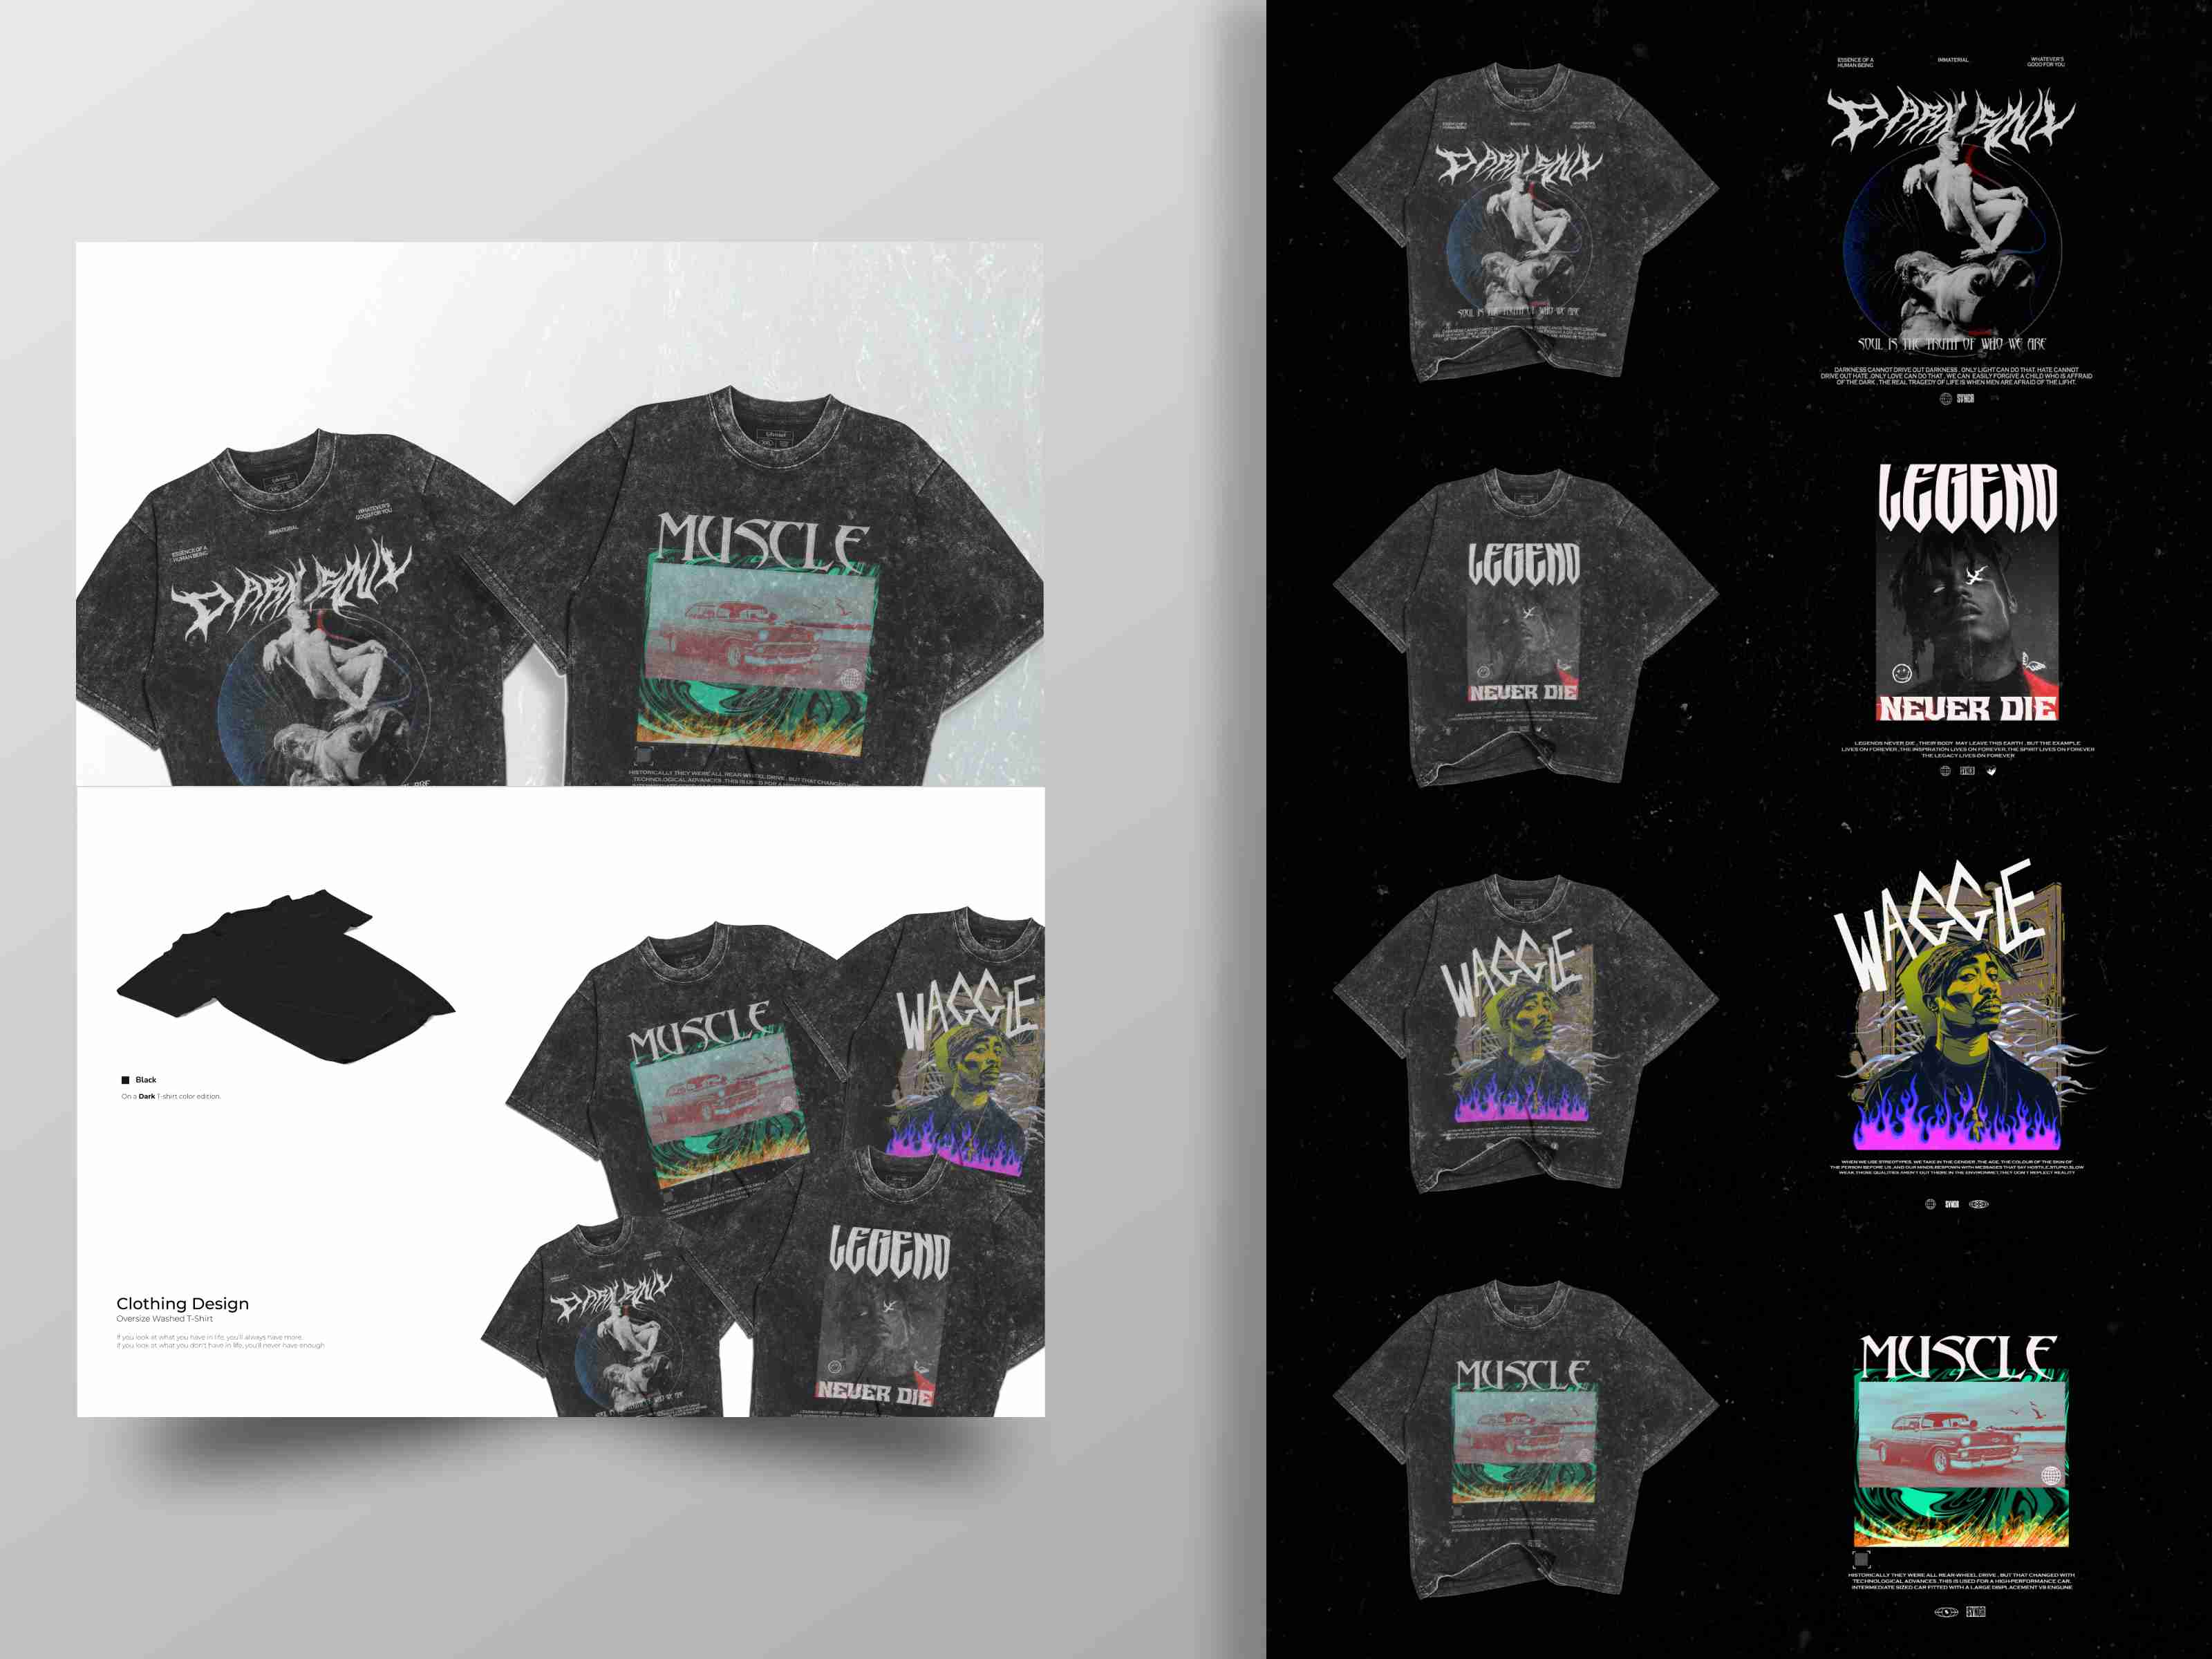 ESSENCE OF A
HUMAN BEING
IMMATERIAL
WHATEVER'S
GOOD FOR YOU
DARK SOUL
MUSCLE
HISTORICALLY THEY WERE ALL REAR-WHEEL DRIVE , BUT THAT CHANGED
TECHNOLOGICAL ADVANCES .THIS IS USED FOR A
Black
On a Dark T-shirt color edition.
Clothing Design
Oversize Washed T-Shirt
If you look at what you have in life, you'll always have more.
If you look at what you don't have in life, you'll never have enough
MUSCLE
WAGGLE
DARK SOUL
LEGEND
NEVER DIE
DARK SOUL
SOUL IS THE TRUTH OF WHO WE ARE
ESSENCE OF A
HUMAN BEING
IMMATERIAL
WHATEVER'S
GOOD FOR YOU
DARK SOUL
SOUL IS THE TRUTH OF WHO WE ARE
DARKNESS CANNOT DRIVE OUT DARKNESS . ONLY LIGHT CAN DO THAT. HATE CANNOT
DRIVE OUT HATE .ONLY LOVE CAN DO THAT , WE CAN EASILY FORGIVE A CHILD WHO IS AFFRAID
OF THE DARK , THE REAL TRAGEDY OF LIFE IS WHEN MEN ARE AFRAID OF THE LIFHT.
LEGEND
NEVER DIE
LEGEND
NEVER DIE
LEGENDS NEVER DIE , THEIR BODY MAY LEAVE THIS EARTH . BUT THE EXAMPLE
LIVES ON FOREVER ,THE INSPIRATION LIVES ON FOREVER, THE SPIRIT LIVES ON FOREVER
THE LEGACY LIVES ON FOREVER
WAGGLE
WAGGLE
WHEN WE USE STREOTYPES, WE TAKE IN THE GENDER, THE AGE, THE COLOUR OF THE SKIN OF
THE PERSON BEFORE US ,AND OUR MINDS RESPOWN WITH MESSAGES THAT SAY HOSTILE,STUPID,SLOW
WEAK. THOSE QUALITIES AREN'T OUT THERE IN THE ENVIRONMET,THEY DON'T REFLECT REALITY
MUSCLE
MUSCLE
HISTORICALLY THEY WERE ALL REAR-WHEEL DRIVE , BUT THAT CHANGED WITH
TECHNOLOGICAL ADVANCES .THIS IS USED FOR A HIGH-PERFORMANCE CAR.
INTERMEDIATE SIZED CAR FITTED WITH A LARGE DISPLACEMENT V8 ENGLINE